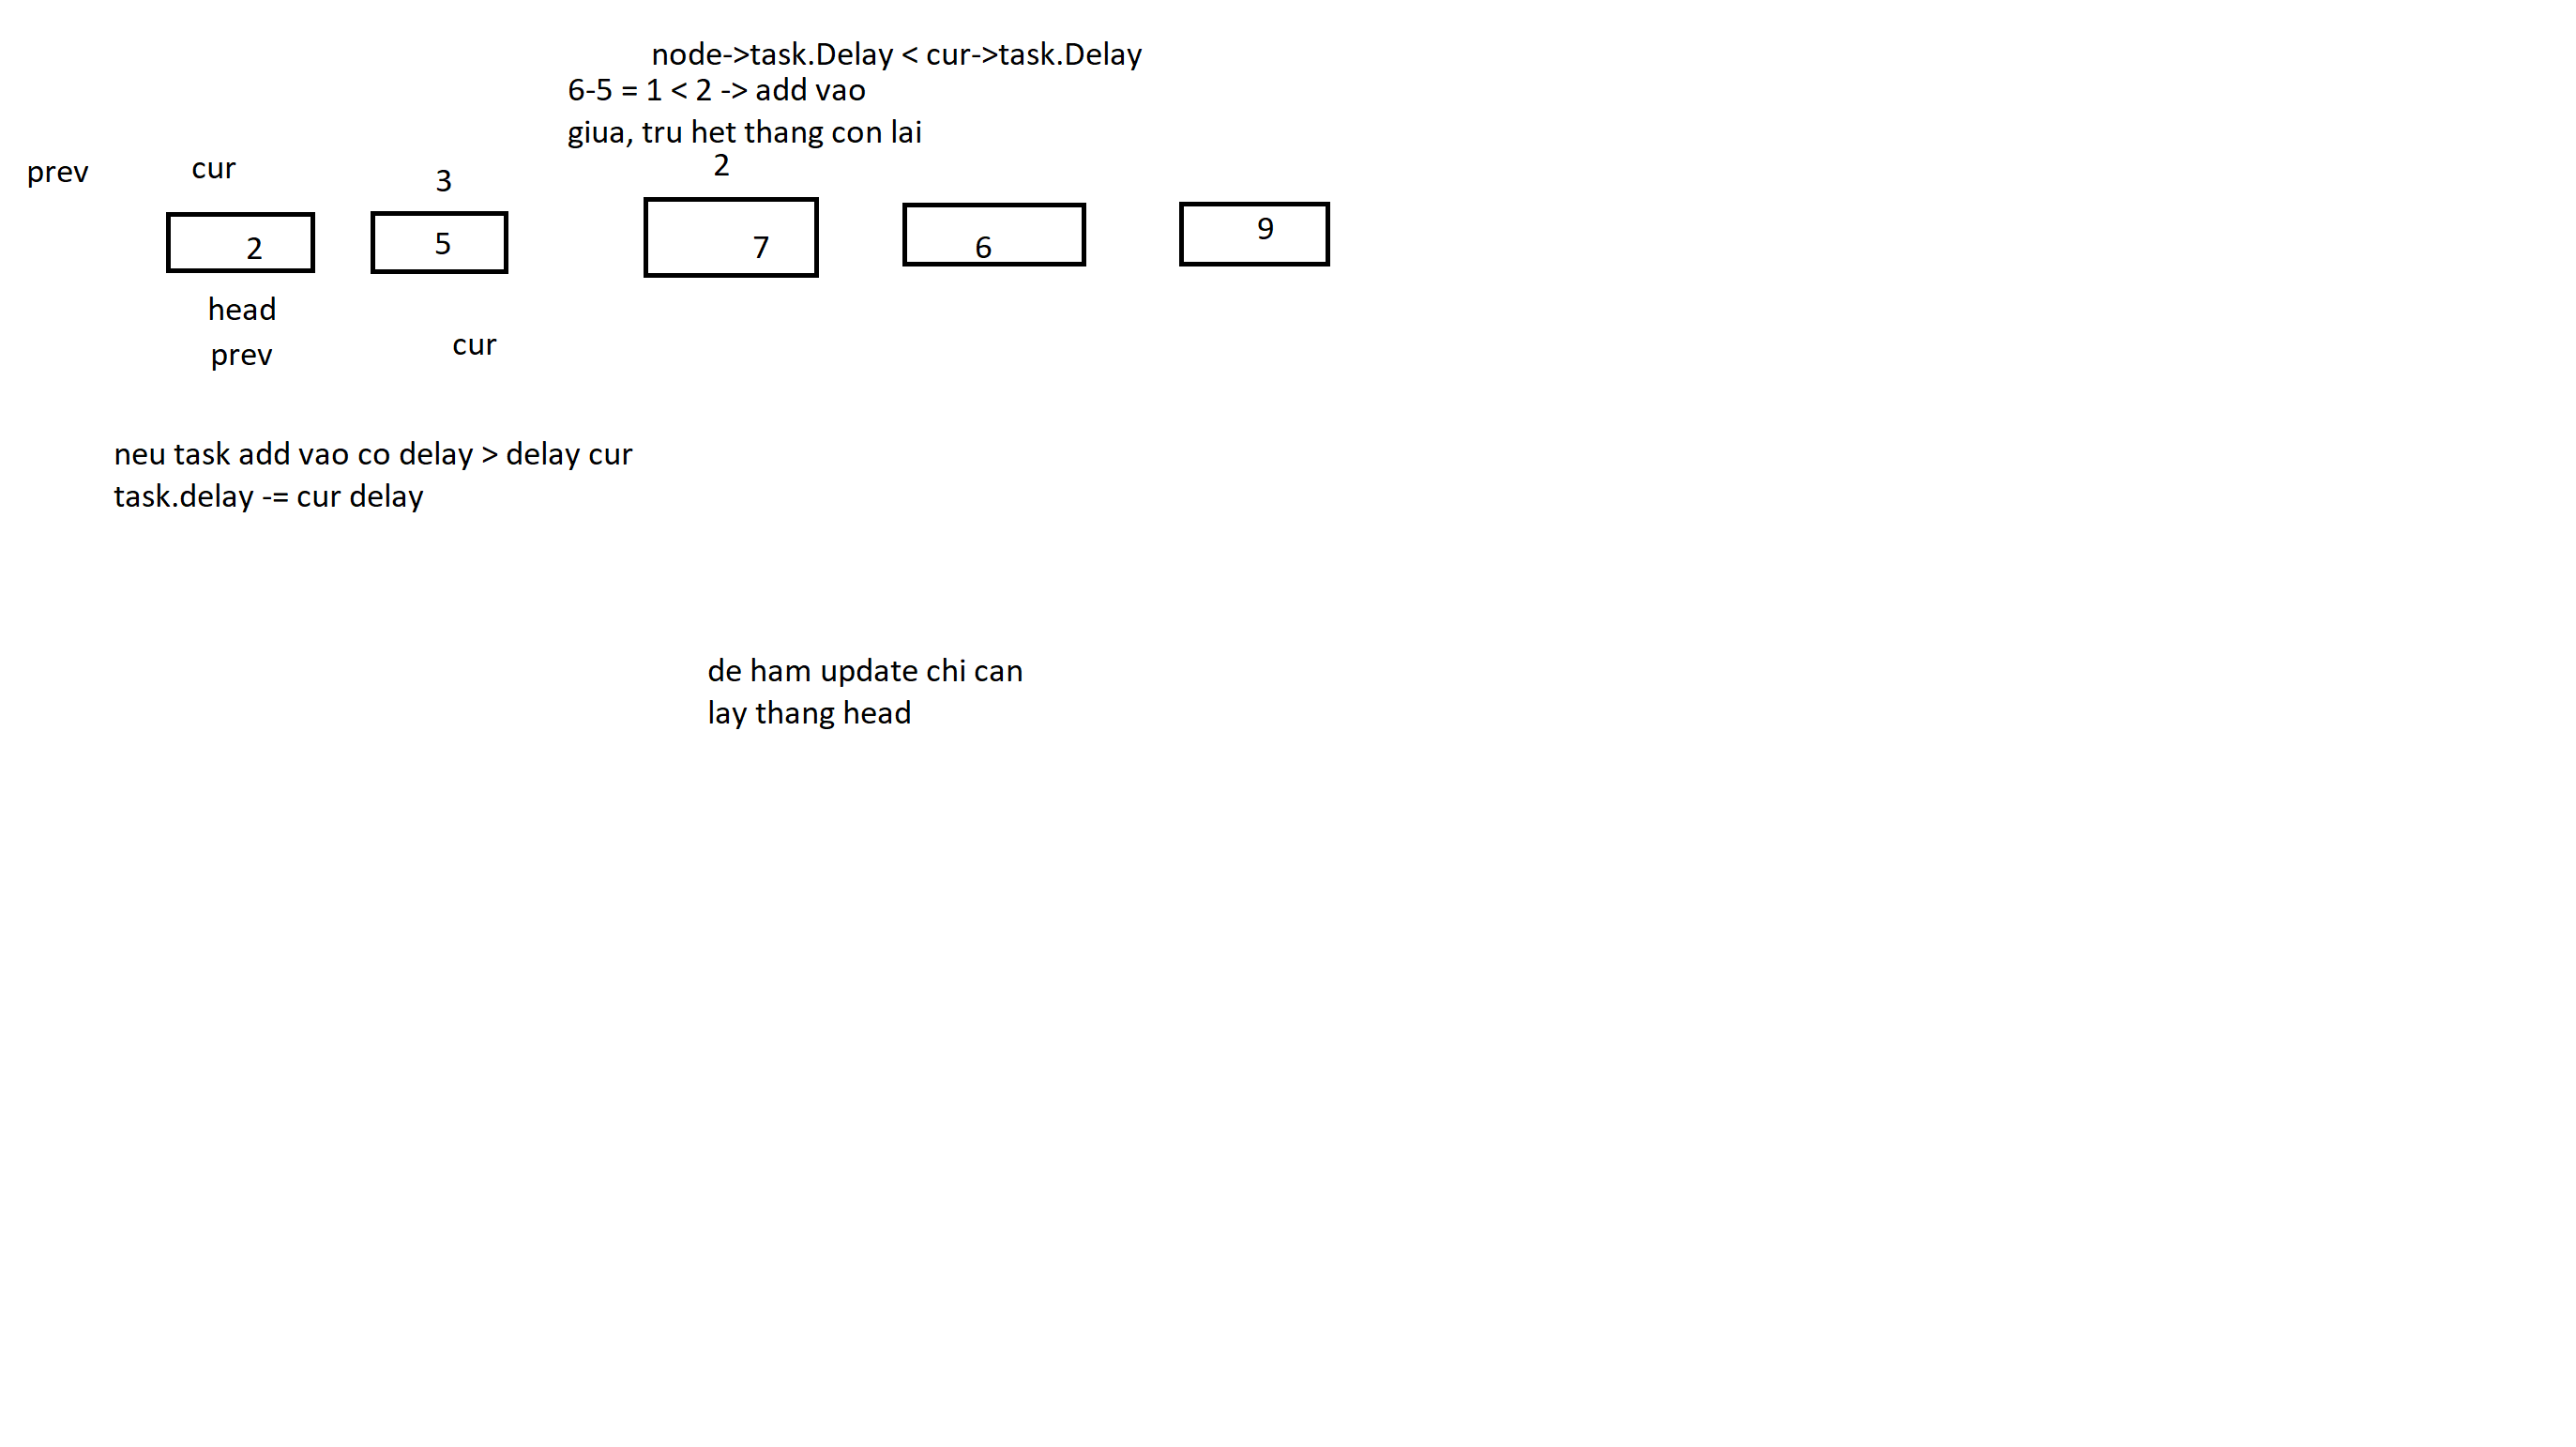 node->task.Delay < cur->task.Delay
6-5 = 1 < 2 -> add vao
giua, tru het thang con lai
prev cur 3 2
2 5 7 6 9
head
prev cur
neu task add vao co delay > delay cur
task.delay -= cur delay
de ham update chi can
lay thang head